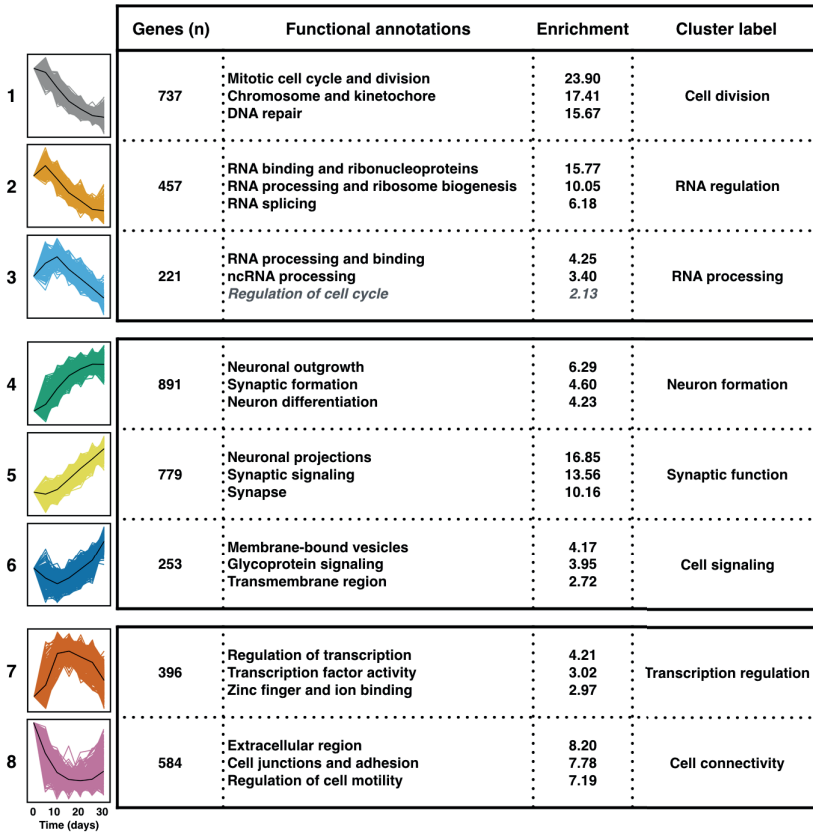 Genes (n) Functional annotations Enrichment Cluster label
1 737 Mitotic cell cycle and division 23.90 Cell division
Chromosome and kinetochore 17.41
DNA repair 15.67
2 457 RNA binding and ribonucleoproteins 15.77 RNA regulation
RNA processing and ribosome biogenesis 10.05
RNA splicing 6.18
3 221 RNA processing and binding 4.25 RNA processing
ncRNA processing 3.40
Regulation of cell cycle 2.13
4 891 Neuronal outgrowth 6.29 Neuron formation
Synaptic formation 4.60
Neuron differentiation 4.23
5 779 Neuronal projections 16.85 Synaptic function
Synaptic signaling 13.56
Synapse 10.16
6 253 Membrane-bound vesicles 4.17 Cell signaling
Glycoprotein signaling 3.95
Transmembrane region 2.72
7 396 Regulation of transcription 4.21 Transcription regulation
Transcription factor activity 3.02
Zinc finger and ion binding 2.97
8 584 Extracellular region 8.20 Cell connectivity
Cell junctions and adhesion 7.78
Regulation of cell motility 7.19
0 10 20 30
Time (days)